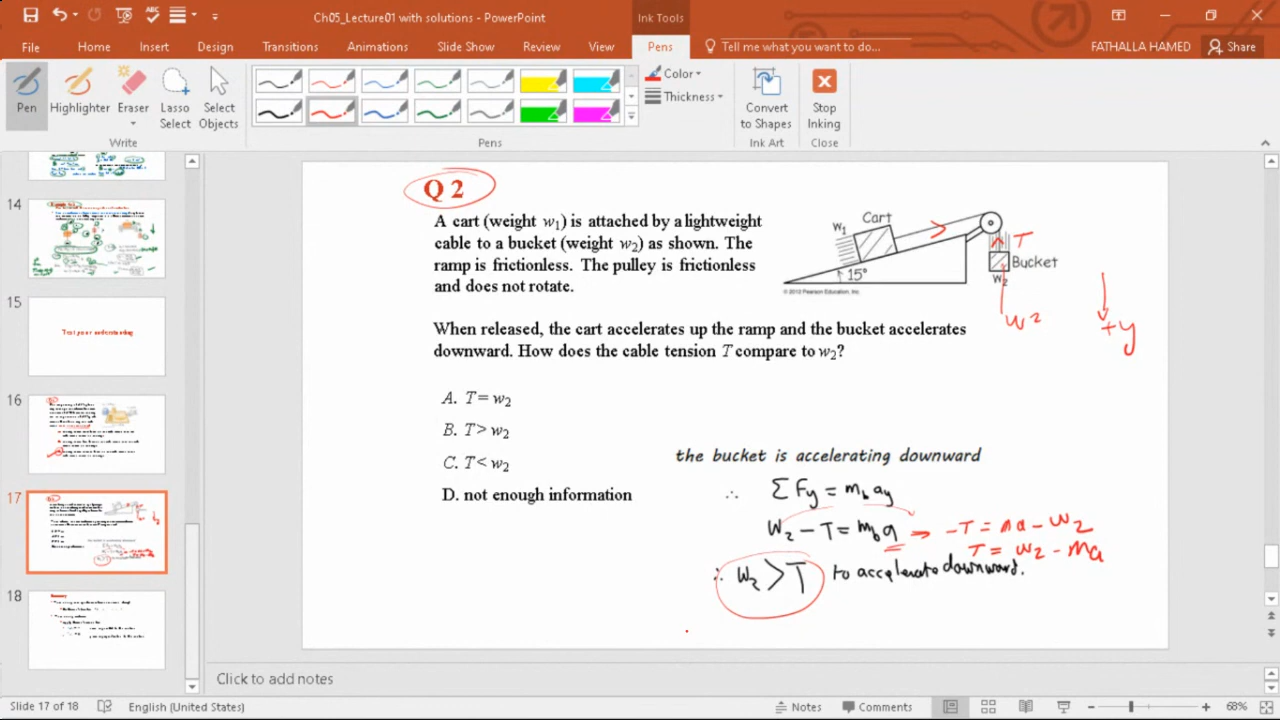 Ch05_Lecture01 with solutions - PowerPoint
Ink Tools
File Home Insert Design Transitions Animations Slide Show Review View Pens Tell me what you want to do... FATHALLA HAMED Share
Pen Highlighter Eraser Lasso Select Select Objects
Color
Thickness
Convert to Shapes
Stop Inking
Write Pens Ink Art Close
14
15
Test your understanding
16
17
18
Summary
Q 2
A cart (weight w1) is attached by a lightweight
cable to a bucket (weight w2) as shown. The
ramp is frictionless. The pulley is frictionless
and does not rotate.
Cart
W1
15°
T
Bucket
W2
© 2012 Pearson Education, Inc.
w2
+y
When released, the cart accelerates up the ramp and the bucket accelerates
downward. How does the cable tension T compare to w2?
A. T = w2
B. T > w2
C. T < w2
D. not enough information
the bucket is accelerating downward
∴ ΣFy = mb ay
W2 - T = mb a ⇒ -T = ma - W2
T = W2 - ma
∴ W2 > T to accelerate downward.
Click to add notes
Slide 17 of 18 English (United States) Notes Comments 68%